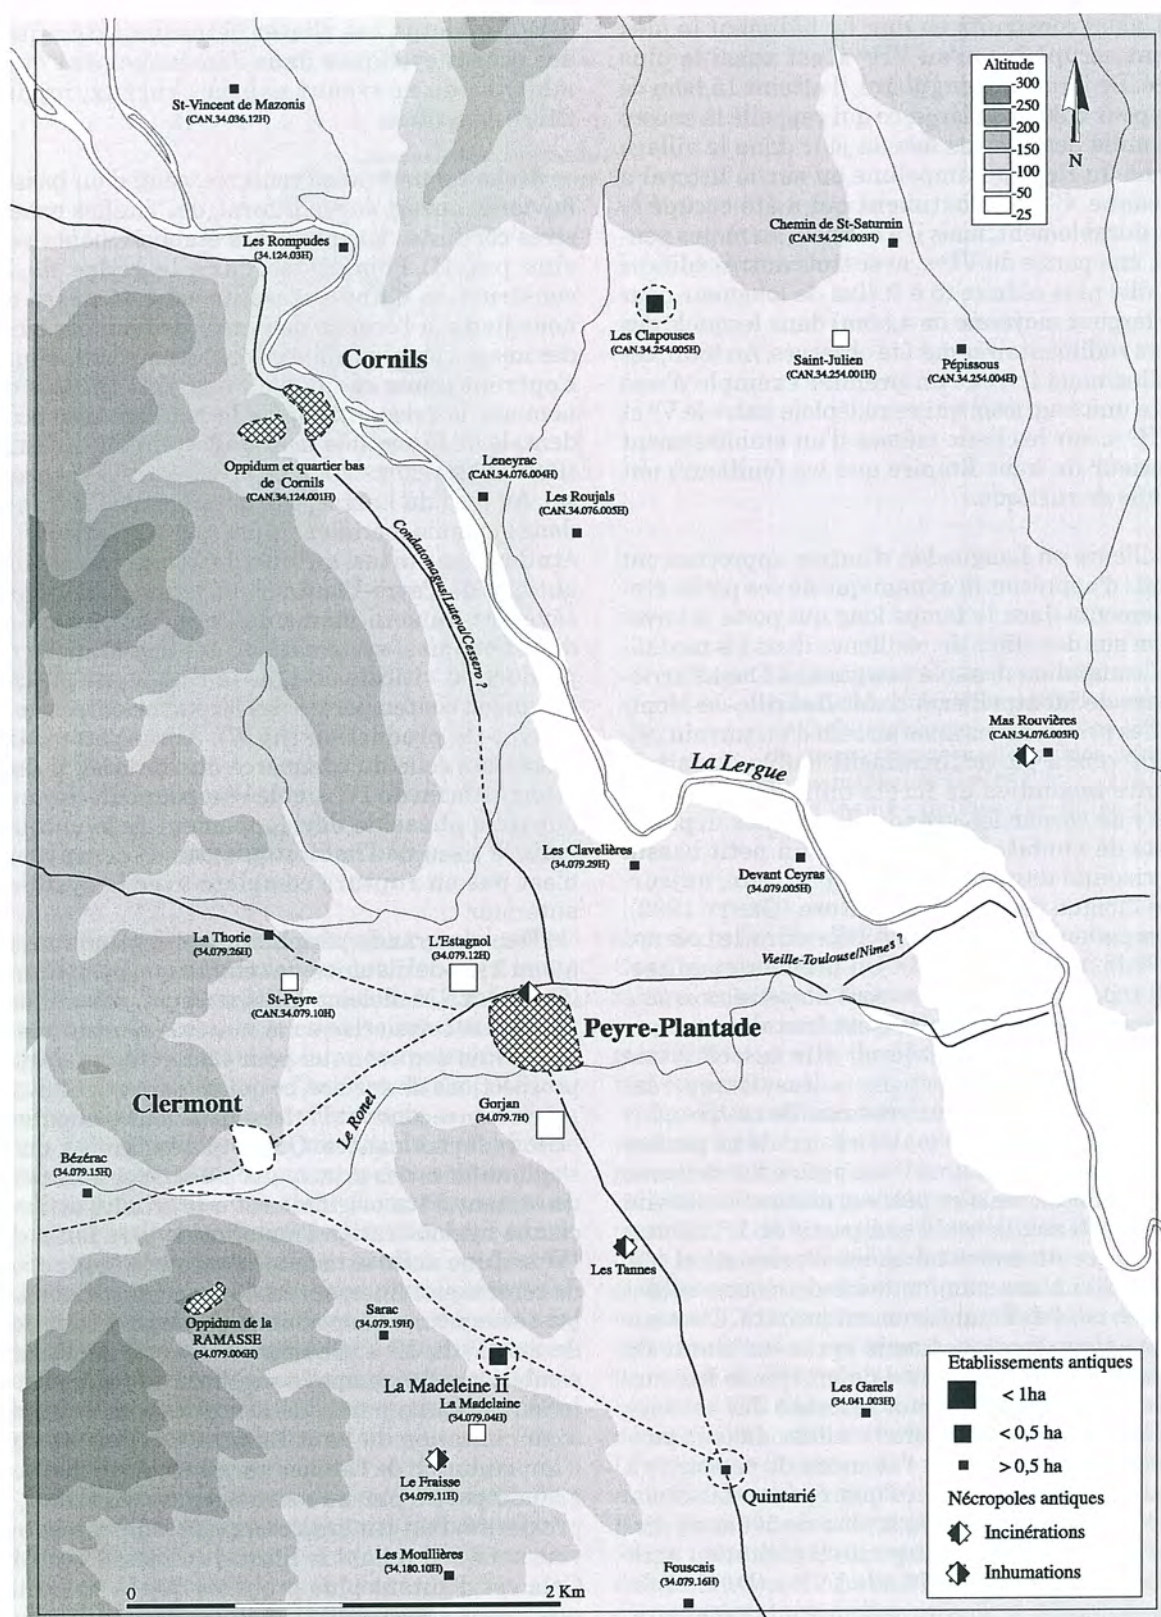 Altitude
-300
-250
-200
-150
-100
-50
-25
N
St-Vincent de Mazonis
(CAN.34.036.12H)
Les Rompudes
(34.124.03H)
Chemin de St-Saturnin
(CAN.34.254.003H)
Les Clapouses
(CAN.34.254.005H)
Saint-Julien
(CAN.34.254.001H)
Pépissous
(CAN.34.254.004H)
Cornils
Oppidum et quartier bas
de Cornils
(CAN.34.124.001H)
Leneyrac
(CAN.34.076.004H)
Les Roujals
(CAN.34.076.005H)
Condatomagus/Luteva/Cessero ?
Mas Rouvières
(CAN.34.076.003H)
La Lergue
Les Clavelières
(34.079.29H)
Devant Ceyras
(34.079.005H)
La Thorie
(34.079.26H)
L'Estagnol
(34.079.12H)
St-Peyre
(CAN.34.079.10H)
Vieille-Toulouse/Nimes ?
Peyre-Plantade
Clermont
Le Ronel
Gorjan
(34.079.7H)
Bézérac
(34.079.15H)
Les Tannes
Oppidum de la
RAMASSE
(34.079.006H)
Sarac
(34.079.19H)
La Madeleine II
La Madelaine
(34.079.04H)
Les Garels
(34.041.003H)
Le Fraisse
(34.079.11H)
Quintarié
Les Moullières
(34.180.10H)
Fouscais
(34.079.16H)
0
2 Km
Etablissements antiques
< 1ha
< 0,5 ha
> 0,5 ha
Nécropoles antiques
Incinérations
Inhumations